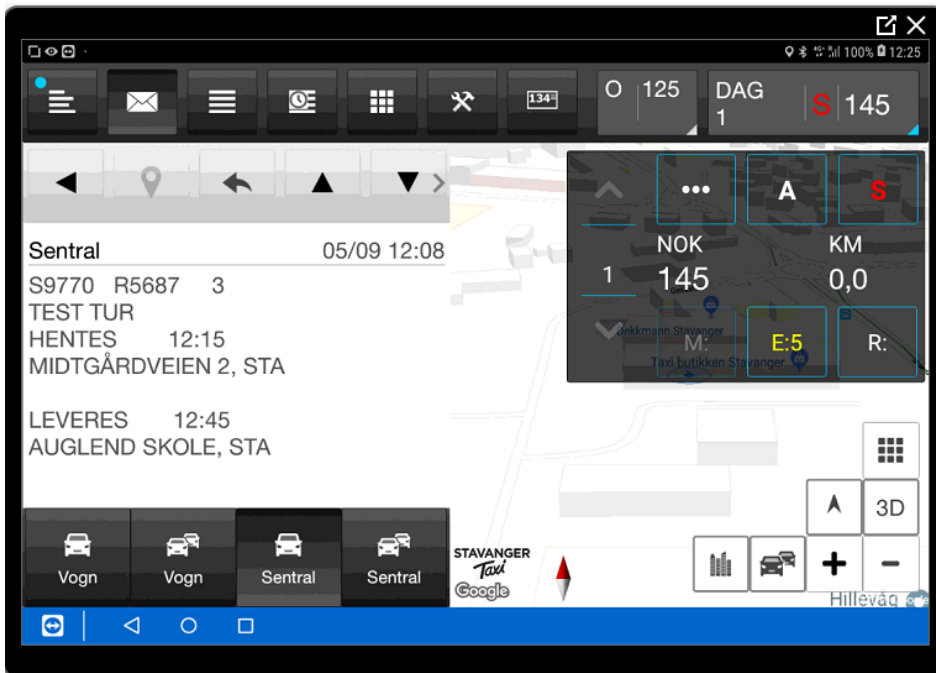 100% 12:25
134
O 125
DAG
1
S 145
A
S
NOK
KM
1
145
0,0
M:
E:5
R:
Sentral 05/09 12:08
S9770 R5687 3
TEST TUR
HENTES 12:15
MIDTGÅRDVEIEN 2, STA
LEVERES 12:45
AUGLEND SKOLE, STA
Dekkmann Stavanger
Taxi butikken Stavanger
3D
Vogn
Vogn
Sentral
Sentral
STAVANGER
Taxi
Google
Hillevåg